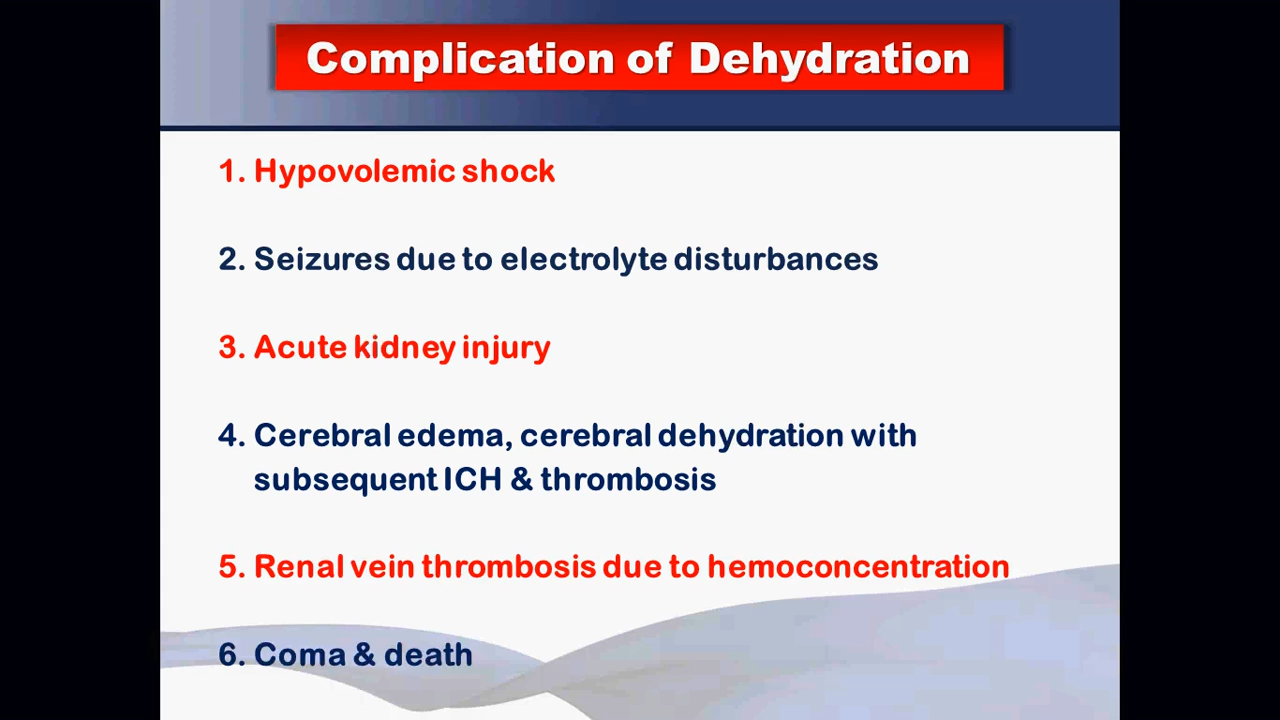 Complication of Dehydration
1. Hypovolemic shock
2. Seizures due to electrolyte disturbances
3. Acute kidney injury
4. Cerebral edema, cerebral dehydration with
subsequent ICH & thrombosis
5. Renal vein thrombosis due to hemoconcentration
6. Coma & death